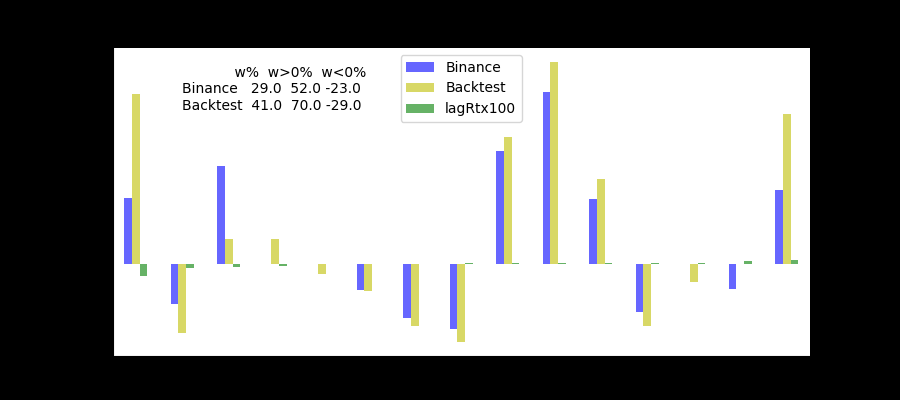 w% w>0% w<0%
Binance 29.0 52.0 -23.0
Backtest 41.0 70.0 -29.0
Binance
Backtest
lagRtx100